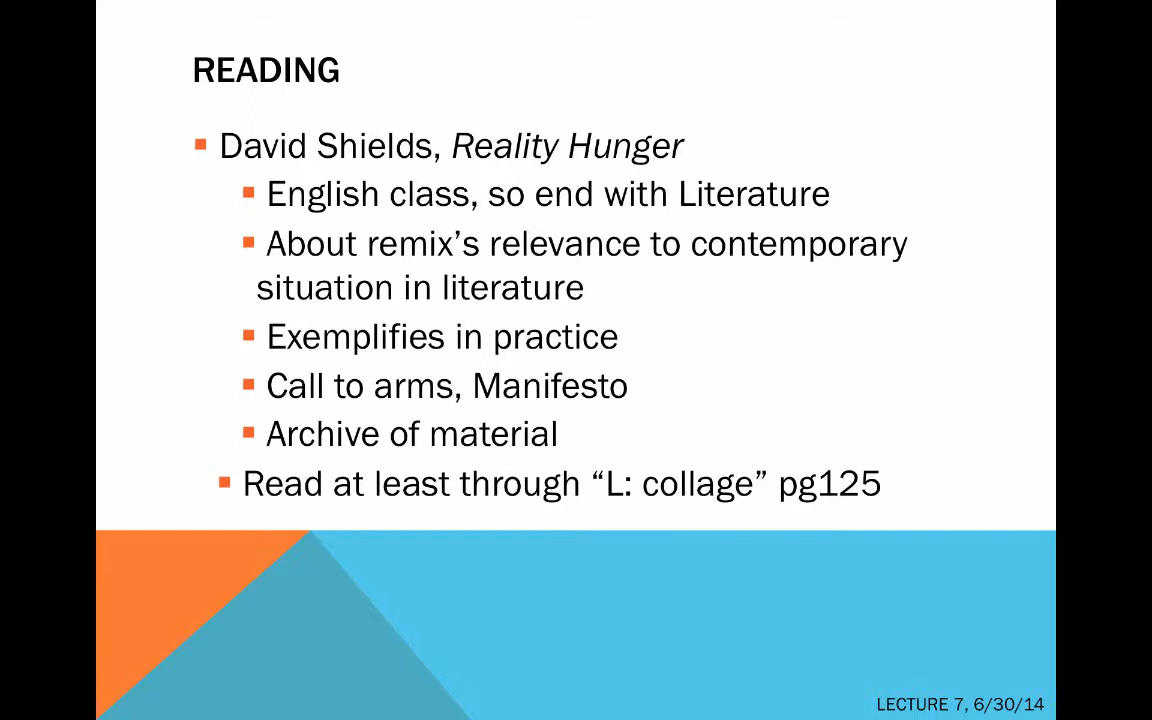 READING
▪ David Shields, Reality Hunger
▪ English class, so end with Literature
▪ About remix’s relevance to contemporary
situation in literature
▪ Exemplifies in practice
▪ Call to arms, Manifesto
▪ Archive of material
▪ Read at least through “L: collage” pg125
LECTURE 7, 6/30/14